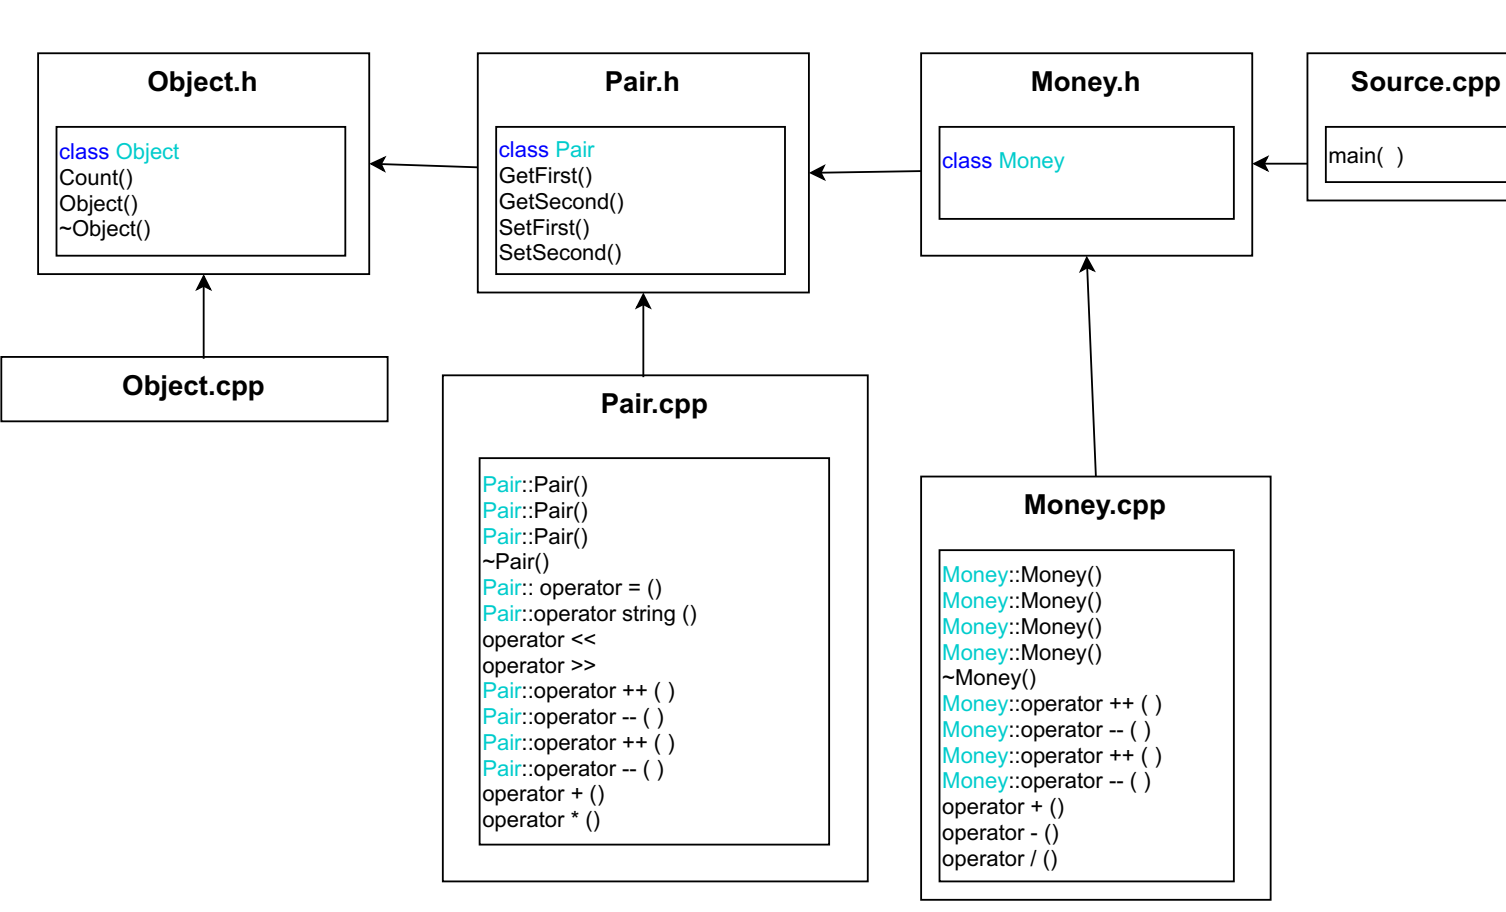 Object.h
class Object
Count()
Object()
~Object()
Pair.h
class Pair
GetFirst()
GetSecond()
SetFirst()
SetSecond()
Money.h
class Money
Source.cpp
main(  )
Object.cpp
Pair.cpp
Pair::Pair()
Pair::Pair()
Pair::Pair()
~Pair()
Pair:: operator = ()
Pair::operator string ()
operator <<
operator >>
Pair::operator ++ ( )
Pair::operator -- ( )
Pair::operator ++ ( )
Pair::operator -- ( )
operator + ()
operator * ()
Money.cpp
Money::Money()
Money::Money()
Money::Money()
Money::Money()
~Money()
Money::operator ++ ( )
Money::operator -- ( )
Money::operator ++ ( )
Money::operator -- ( )
operator + ()
operator - ()
operator / ()